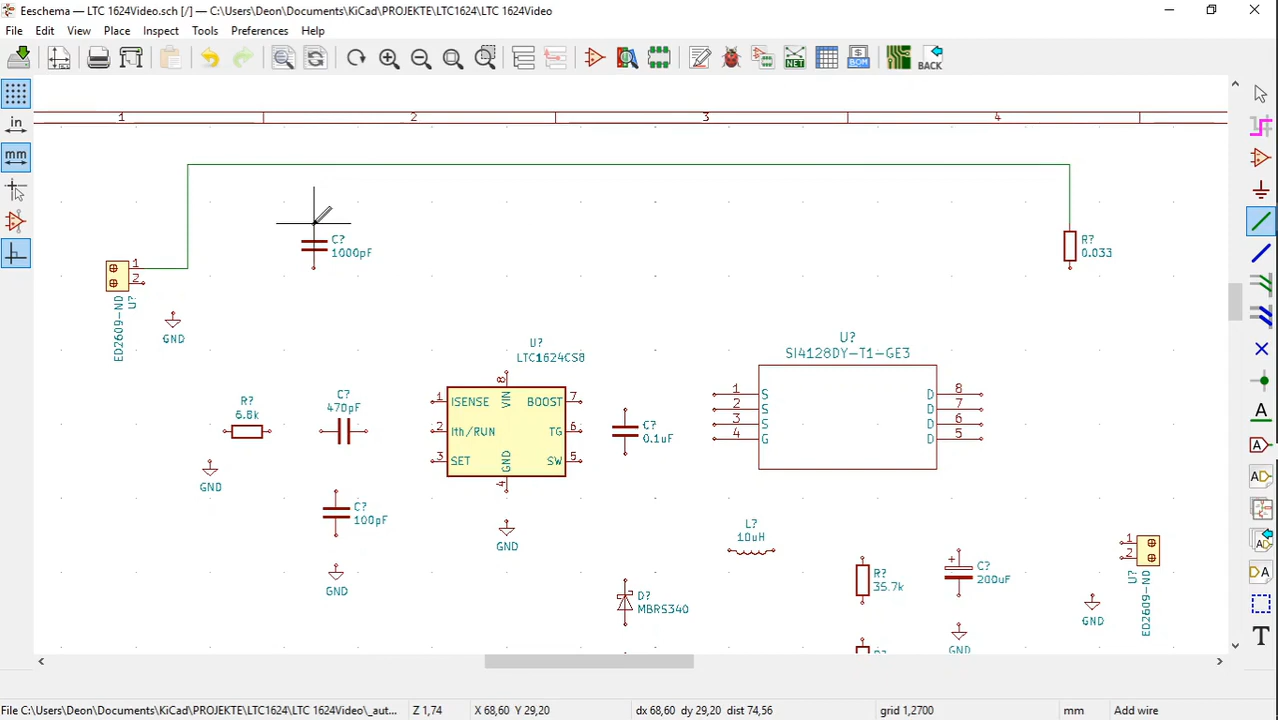 Eeschema — LTC 1624Video.sch [/] — C:\Users\Deon\Documents\KiCad\PROJEKTE\LTC1624\LTC 1624Video
File Edit View Place Inspect Tools Preferences Help
BOM
NET
BACK
in
mm
1 2 3 4
C?
1000pF
R?
0.033
1
2
U?
ED2609-ND
GND
U?
LTC1624CS8
U?
SI4128DY-T1-GE3
R?
6.8k
C?
470pF
8
1 ISENSE VIN BOOST 7
2 Ith/RUN TG 6
3 SET GND SW 5
4
C?
0.1uF
1 S D 8
2 S D 7
3 S D 6
4 G D 5
GND
C?
100pF
GND
GND
L?
10uH
D?
MBRS340
R?
35.7k
+
C?
200uF
GND
1
2
U?
ED2609-ND
GND
A
A
AD
AD
DA
T
File C:\Users\Deon\Documents\KiCad\PROJEKTE\LTC1624\LTC 1624Video\_aut... Z 1,74 X 68,60 Y 29,20 dx 68,60 dy 29,20 dist 74,56 grid 1,2700 mm Add wire